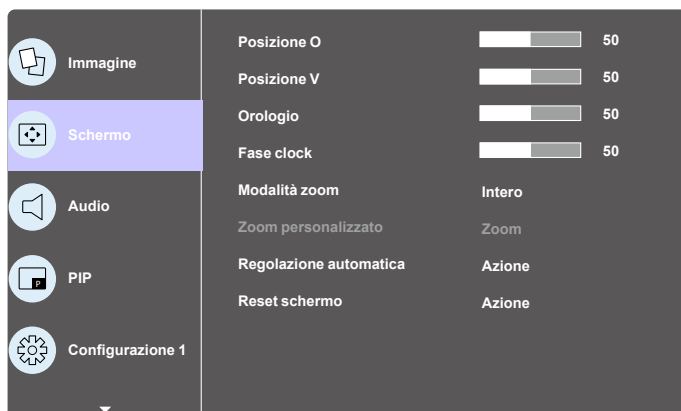 Immagine
Schermo
Audio
P
PIP
Configurazione 1
Posizione O 50
Posizione V 50
Orologio 50
Fase clock 50
Modalità zoom Intero
Zoom personalizzato Zoom
Regolazione automatica Azione
Reset schermo Azione